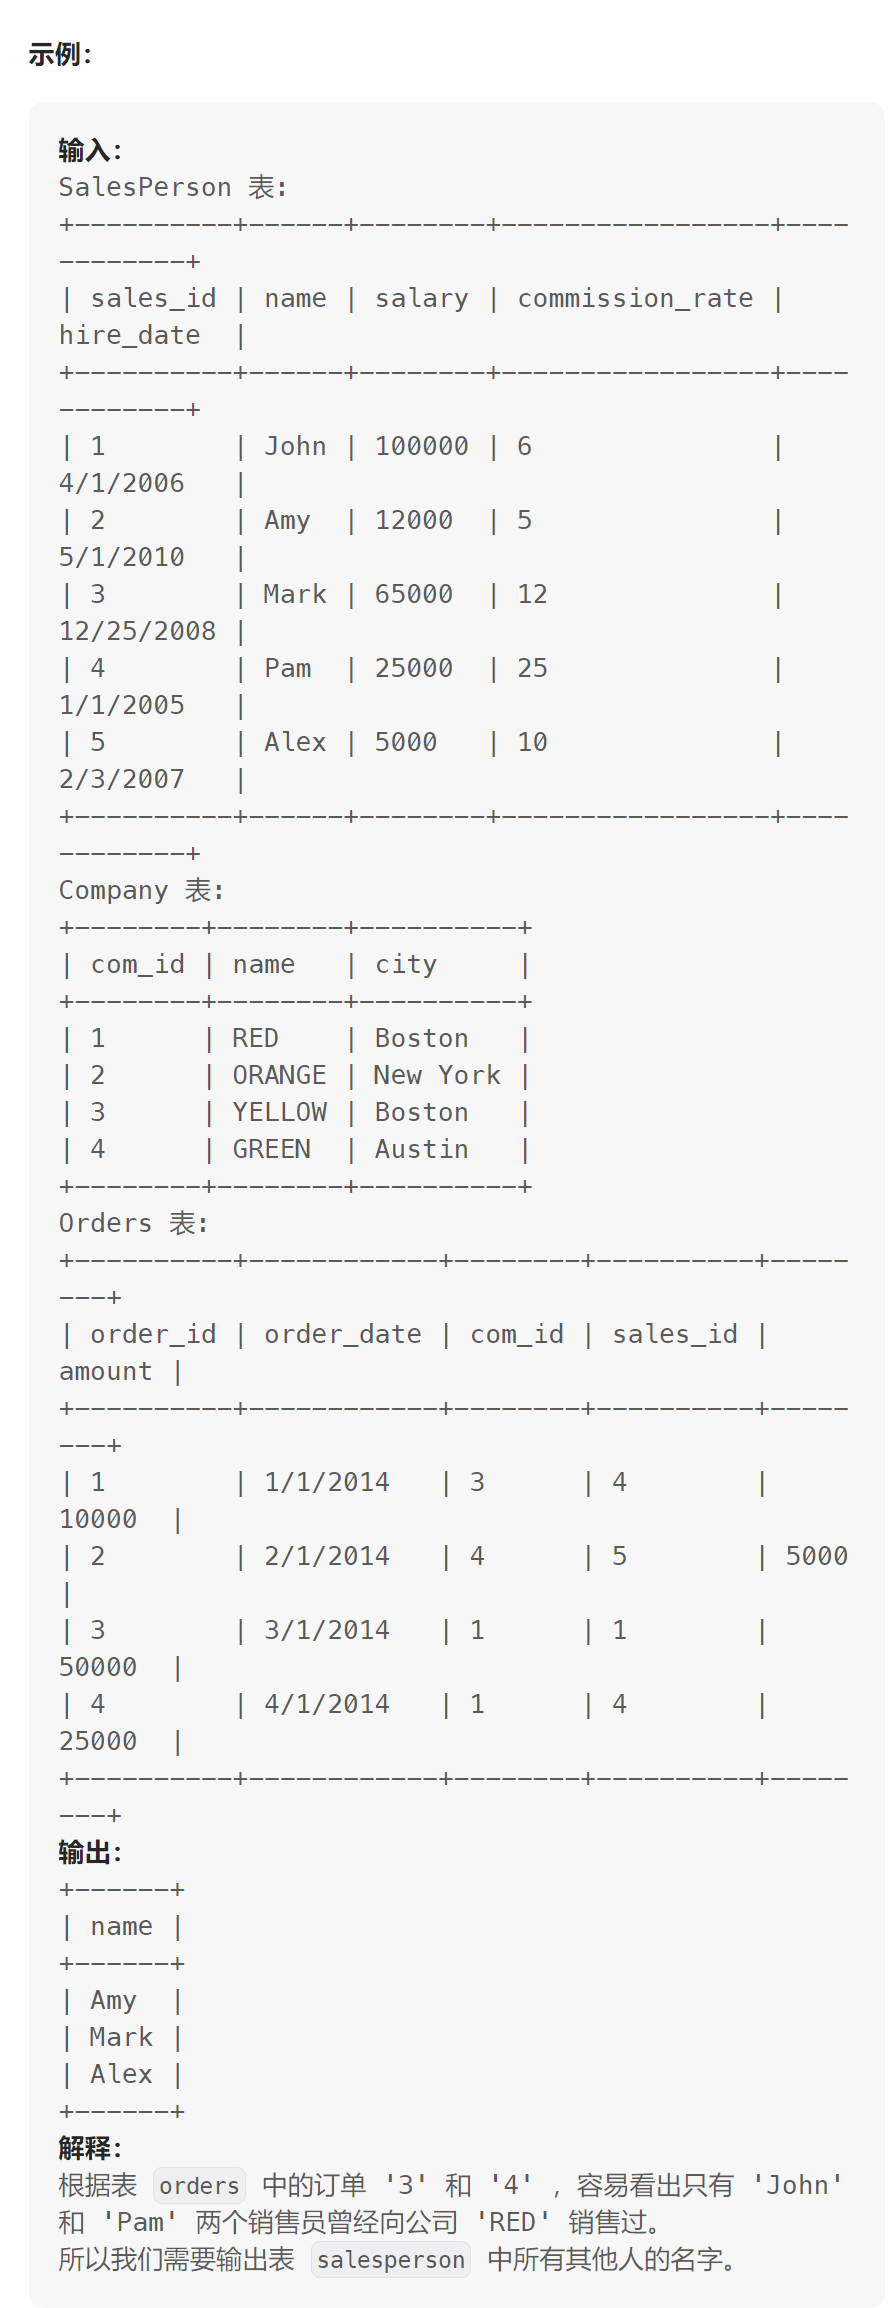 示例：
输入：
SalesPerson 表:
+----------+------+--------+-----------------+----
--------+
| sales_id | name | salary | commission_rate |
hire_date  |
+----------+------+--------+-----------------+----
--------+
| 1        | John | 100000 | 6               |
4/1/2006   |
| 2        | Amy  | 12000  | 5               |
5/1/2010   |
| 3        | Mark | 65000  | 12              |
12/25/2008 |
| 4        | Pam  | 25000  | 25              |
1/1/2005   |
| 5        | Alex | 5000   | 10              |
2/3/2007   |
+----------+------+--------+-----------------+----
--------+
Company 表:
+--------+--------+----------+
| com_id | name   | city     |
+--------+--------+----------+
| 1      | RED    | Boston   |
| 2      | ORANGE | New York |
| 3      | YELLOW | Boston   |
| 4      | GREEN  | Austin   |
+--------+--------+----------+
Orders 表:
+----------+------------+--------+----------+-----
---+
| order_id | order_date | com_id | sales_id |
amount |
+----------+------------+--------+----------+-----
---+
| 1        | 1/1/2014   | 3      | 4        |
10000  |
| 2        | 2/1/2014   | 4      | 5        | 5000
|
| 3        | 3/1/2014   | 1      | 1        |
50000  |
| 4        | 4/1/2014   | 1      | 4        |
25000  |
+----------+------------+--------+----------+-----
---+
输出：
+------+
| name |
+------+
| Amy  |
| Mark |
| Alex |
+------+
解释：
根据表 orders 中的订单 '3' 和 '4' ，容易看出只有 'John'
和 'Pam' 两个销售员曾经向公司 'RED' 销售过。
所以我们需要输出表 salesperson 中所有其他人的名字。